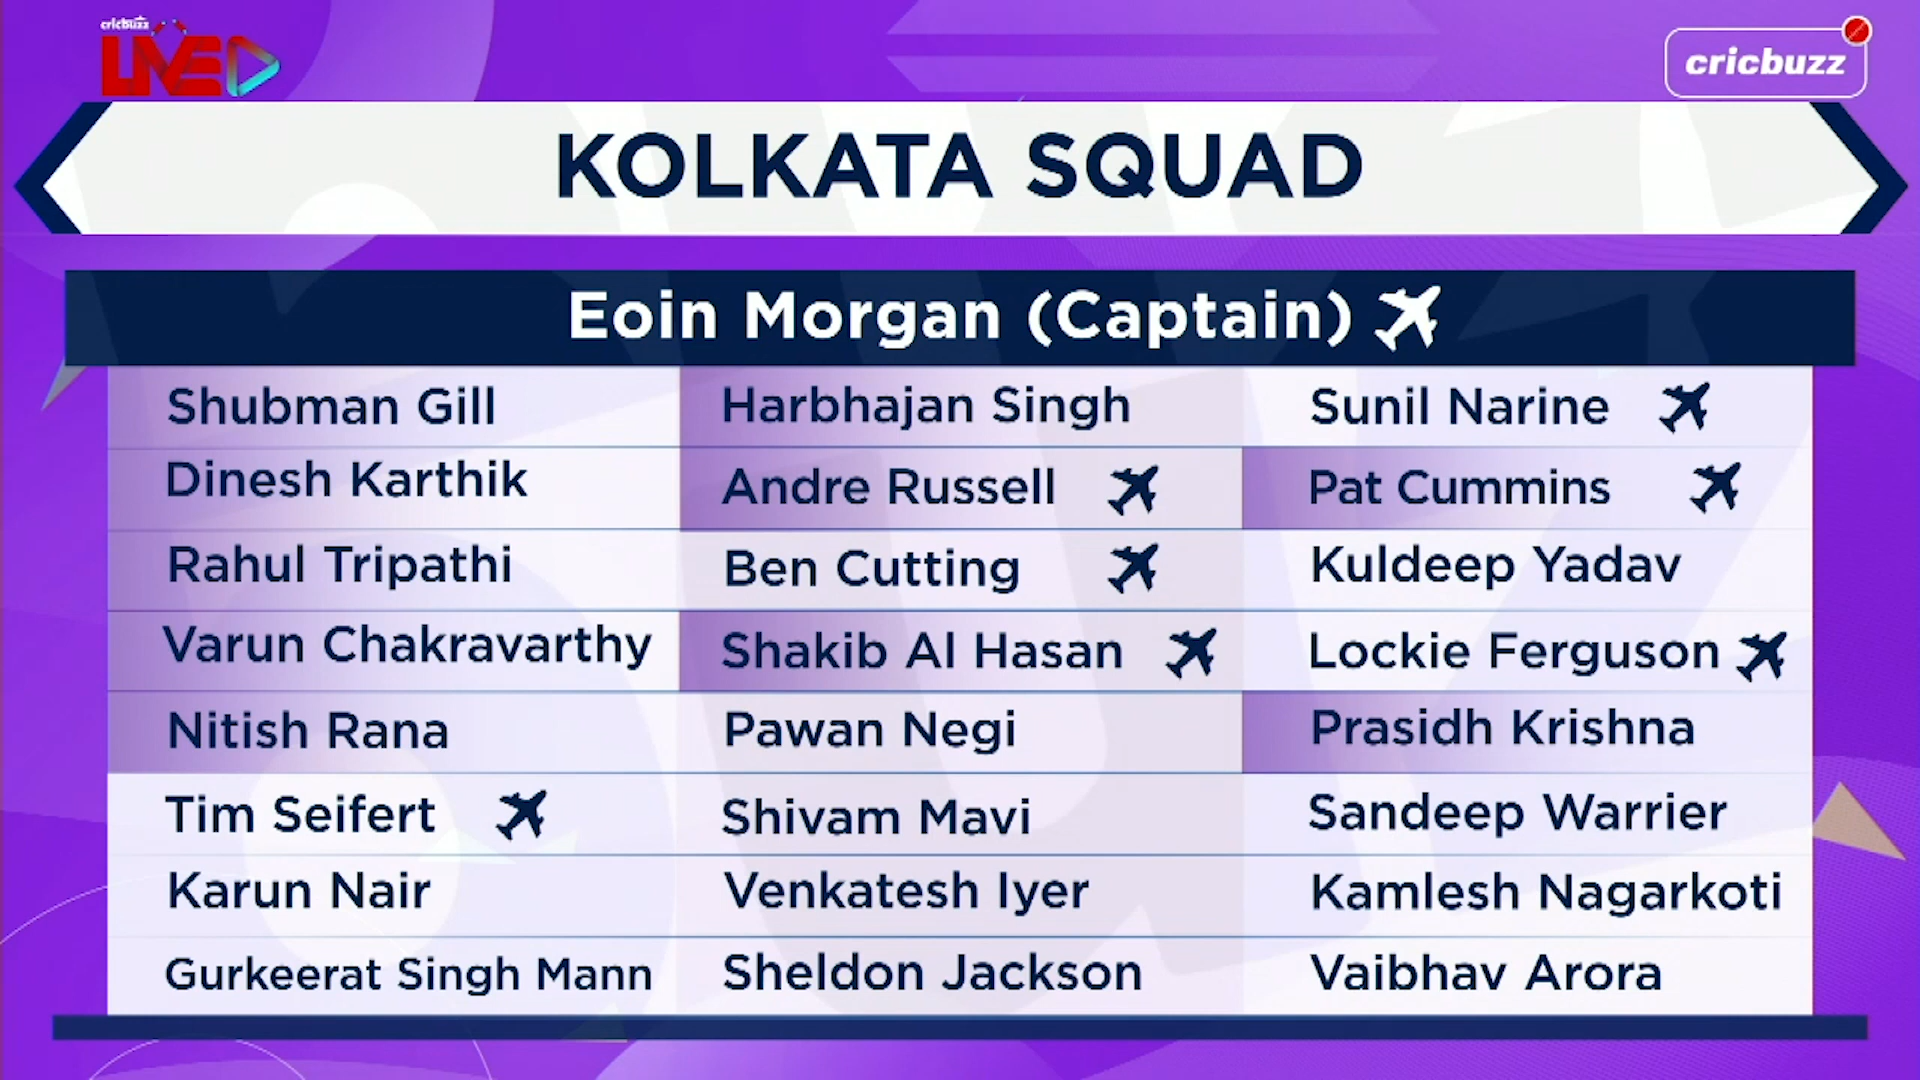 cricbuzz
LIVE
cricbuzz
KOLKATA SQUAD
Eoin Morgan (Captain)
Shubman Gill
Harbhajan Singh
Sunil Narine
Dinesh Karthik
Andre Russell
Pat Cummins
Rahul Tripathi
Ben Cutting
Kuldeep Yadav
Varun Chakravarthy
Shakib Al Hasan
Lockie Ferguson
Nitish Rana
Pawan Negi
Prasidh Krishna
Tim Seifert
Shivam Mavi
Sandeep Warrier
Karun Nair
Venkatesh Iyer
Kamlesh Nagarkoti
Gurkeerat Singh Mann
Sheldon Jackson
Vaibhav Arora